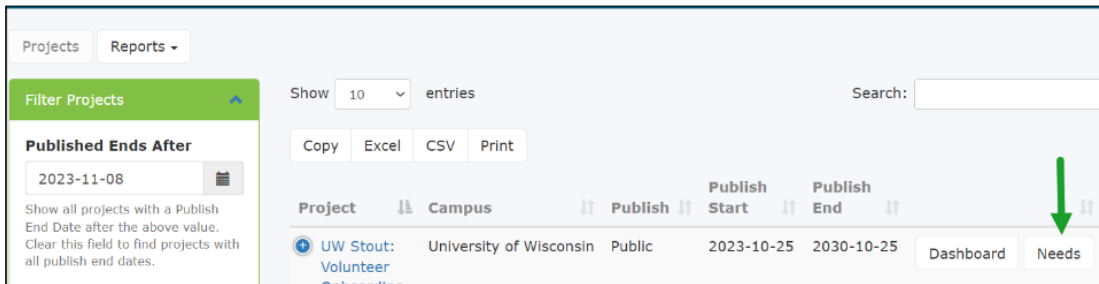 Projects
Reports
Filter Projects
Published Ends After
2023-11-08
Show all projects with a Publish
End Date after the above value.
Clear this field to find projects with
all publish end dates.
Show 10 entries
Search:
Copy Excel CSV Print
Project Campus Publish Publish Start Publish End
UW Stout: University of Wisconsin Public 2023-10-25 2030-10-25 Dashboard Needs
Volunteer